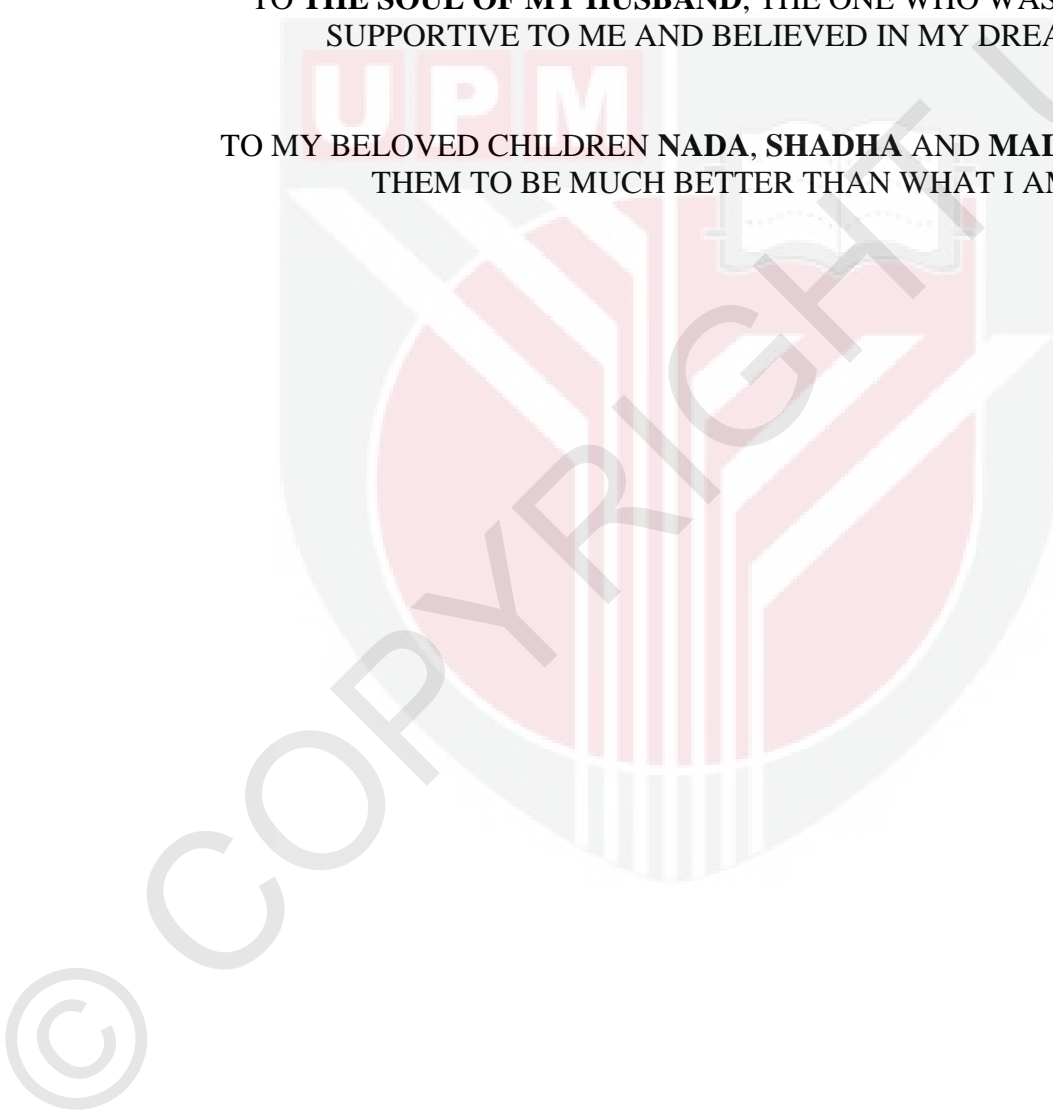 TO THE SOUL OF MY HUSBAND, THE ONE WHO WAS
SUPPORTIVE TO ME AND BELIEVED IN MY
UPM
TO MY BELOVED CHILDREN NADA, SHADHA AND
THEM TO BE MUCH BETTER THAN WHAT I
© COPYRIGHT